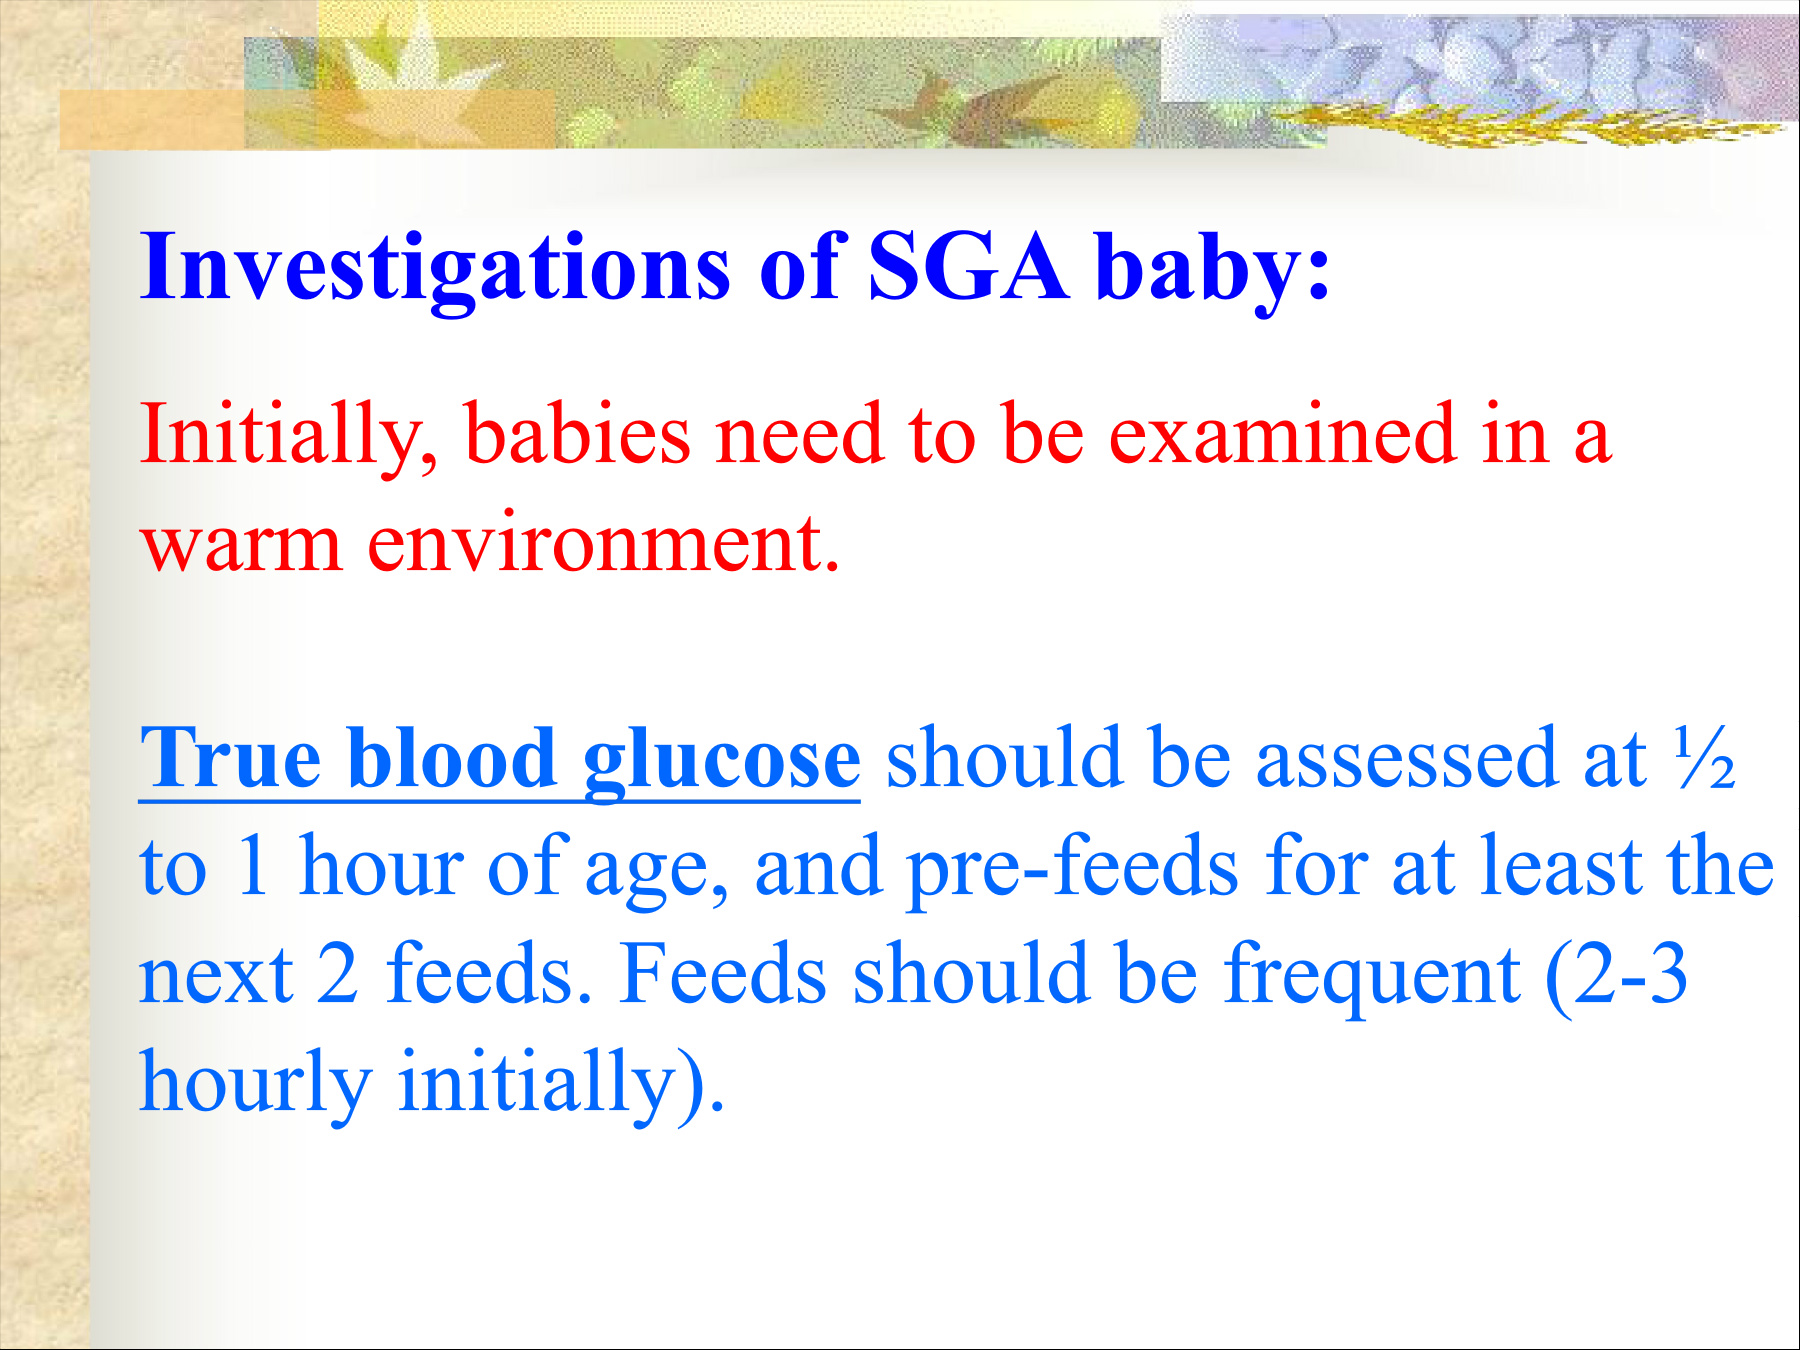 Investigations of SGA baby:
Initially, babies need to be examined in a
warm environment.
True blood glucose should be assessed at ½
to 1 hour of age, and pre-feeds for at least the
next 2 feeds. Feeds should be frequent (2-3
hourly initially).